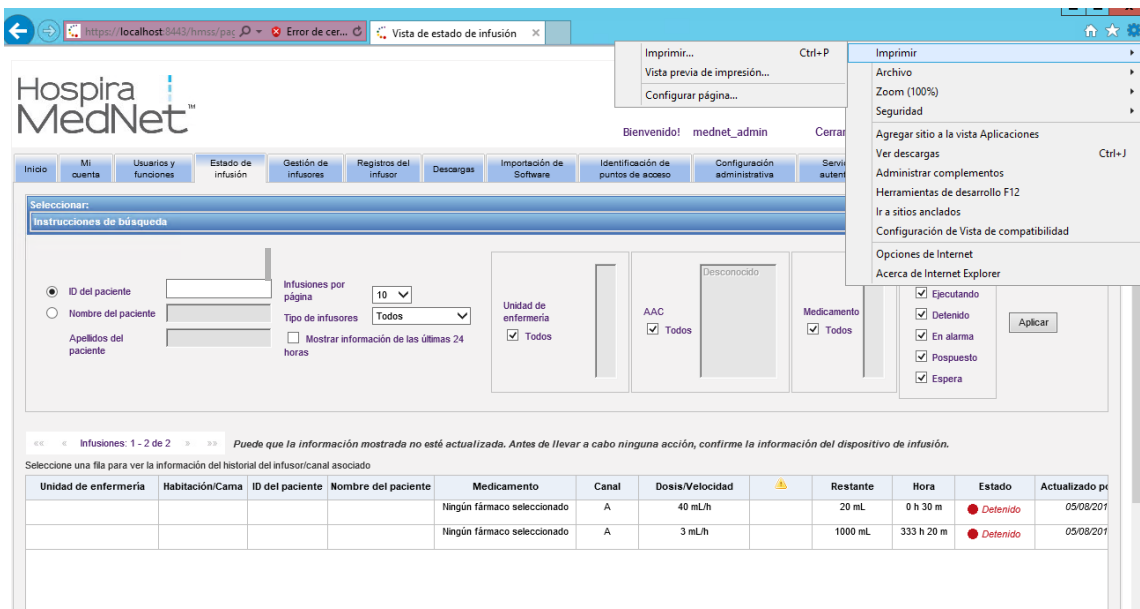 https://localhost:8443/hmss/pag
Error de cer...
Vista de estado de infusión
Imprimir... Ctrl+P
Vista previa de impresión...
Configurar página...
Imprimir
Archivo
Zoom (100%)
Seguridad
Agregar sitio a la vista Aplicaciones
Ver descargas Ctrl+J
Administrar complementos
Herramientas de desarrollo F12
Ir a sitios anclados
Configuración de Vista de compatibilidad
Opciones de Internet
Acerca de Internet Explorer
Hospira
MedNet™
Bienvenido! mednet_admin Cerrar
Inicio
Mi
cuenta
Usuarios y
funciones
Estado de
infusión
Gestión de
infusores
Registros del
infusor
Descargas
Importación de
Software
Identificación de
puntos de acceso
Configuración
administrativa
Servi
autent
Seleccionar:
Instrucciones de búsqueda
ID del paciente
Nombre del paciente
Apellidos del
paciente
Infusiones por
página
10
Tipo de infusores Todos
Mostrar información de las últimas 24
horas
Unidad de
enfermería
Todos
AAC
Todos
Desconocido
Medicamento
Todos
Ejecutando
Detenido
En alarma
Pospuesto
Espera
Aplicar
<< < Infusiones: 1 - 2 de 2 > >> Puede que la información mostrada no esté actualizada. Antes de llevar a cabo ninguna acción, confirme la información del dispositivo de infusión.
Seleccione una fila para ver la información del historial del infusor/canal asociado
Unidad de enfermería Habitación/Cama ID del paciente Nombre del paciente Medicamento Canal Dosis/Velocidad Restante Hora Estado Actualizado po
Ningún fármaco seleccionado A 40 mL/h 20 mL 0 h 30 m Detenido 05/08/201
Ningún fármaco seleccionado A 3 mL/h 1000 mL 333 h 20 m Detenido 05/08/201